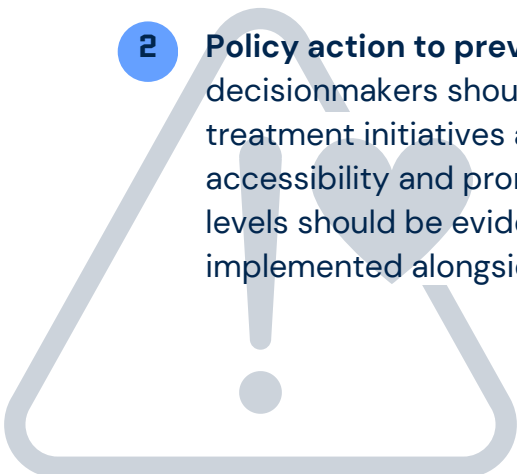 2 Policy action to prev
decisionmakers shou
treatment initiatives a
accessibility and pro
levels should be evid
implemented alongsi